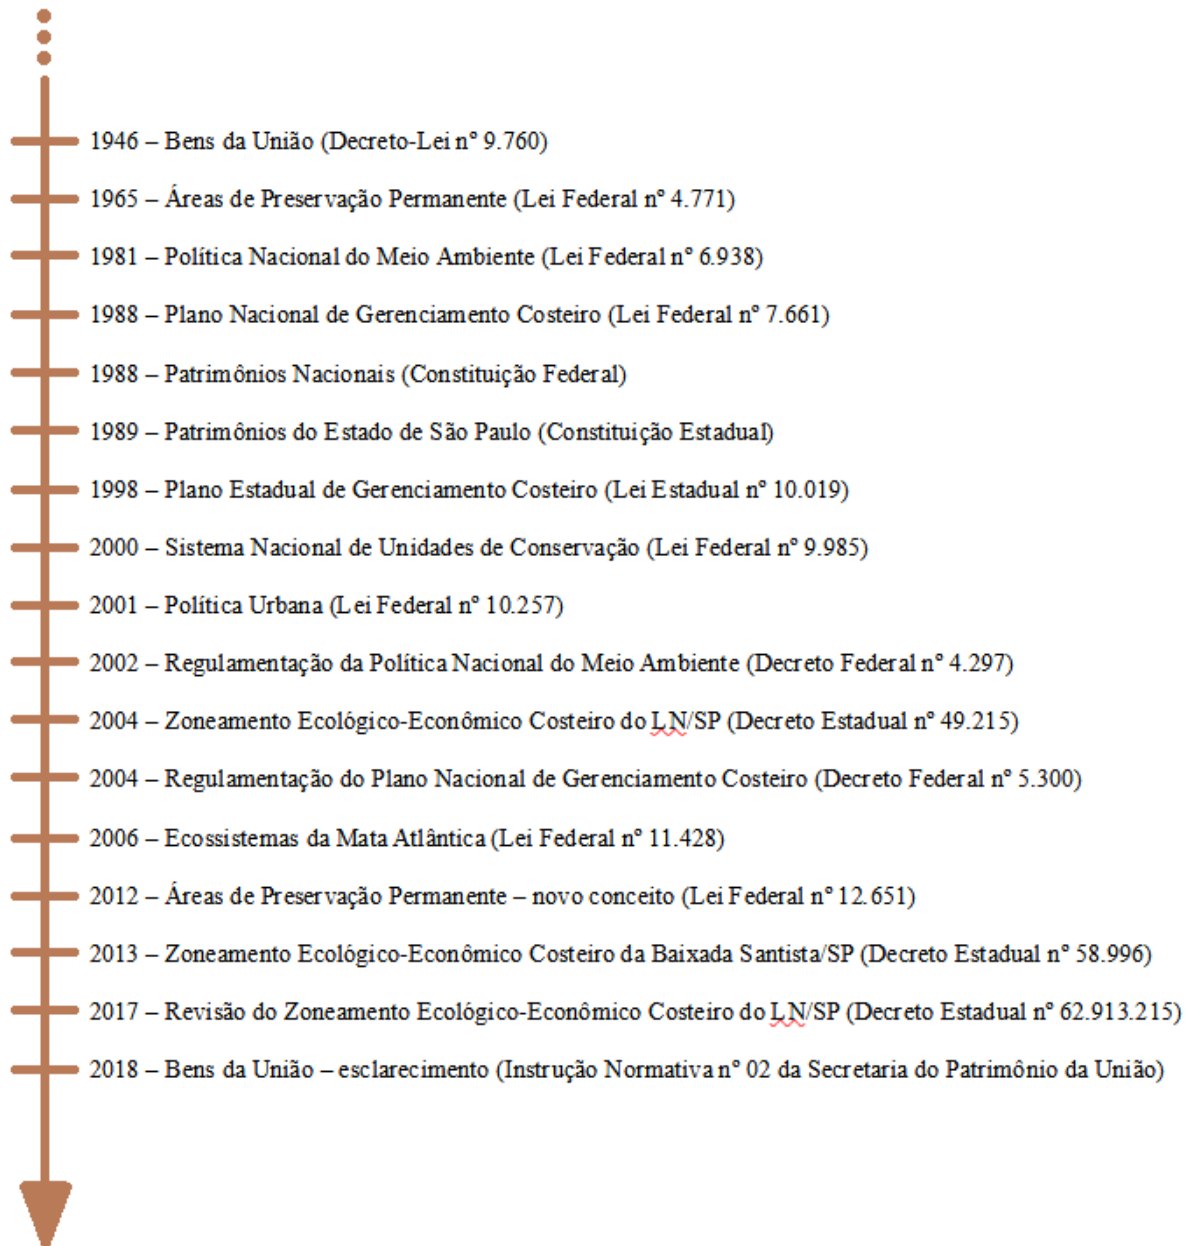 1946 – Bens da União (Decreto-Lei nº 9.760)
1965 – Áreas de Preservação Permanente (Lei Federal nº 4.771)
1981 – Política Nacional do Meio Ambiente (Lei Federal nº 6.938)
1988 – Plano Nacional de Gerenciamento Costeiro (Lei Federal nº 7.661)
1988 – Patrimônios Nacionais (Constituição Federal)
1989 – Patrimônios do Estado de São Paulo (Constituição Estadual)
1998 – Plano Estadual de Gerenciamento Costeiro (Lei Estadual nº 10.019)
2000 – Sistema Nacional de Unidades de Conservação (Lei Federal nº 9.985)
2001 – Política Urbana (Lei Federal nº 10.257)
2002 – Regulamentação da Política Nacional do Meio Ambiente (Decreto Federal nº 4.297)
2004 – Zoneamento Ecológico-Econômico Costeiro do LN/SP (Decreto Estadual nº 49.215)
2004 – Regulamentação do Plano Nacional de Gerenciamento Costeiro (Decreto Federal nº 5.300)
2006 – Ecossistemas da Mata Atlântica (Lei Federal nº 11.428)
2012 – Áreas de Preservação Permanente – novo conceito (Lei Federal nº 12.651)
2013 – Zoneamento Ecológico-Econômico Costeiro da Baixada Santista/SP (Decreto Estadual nº 58.996)
2017 – Revisão do Zoneamento Ecológico-Econômico Costeiro do LN/SP (Decreto Estadual nº 62.913.215)
2018 – Bens da União – esclarecimento (Instrução Normativa nº 02 da Secretaria do Patrimônio da União)